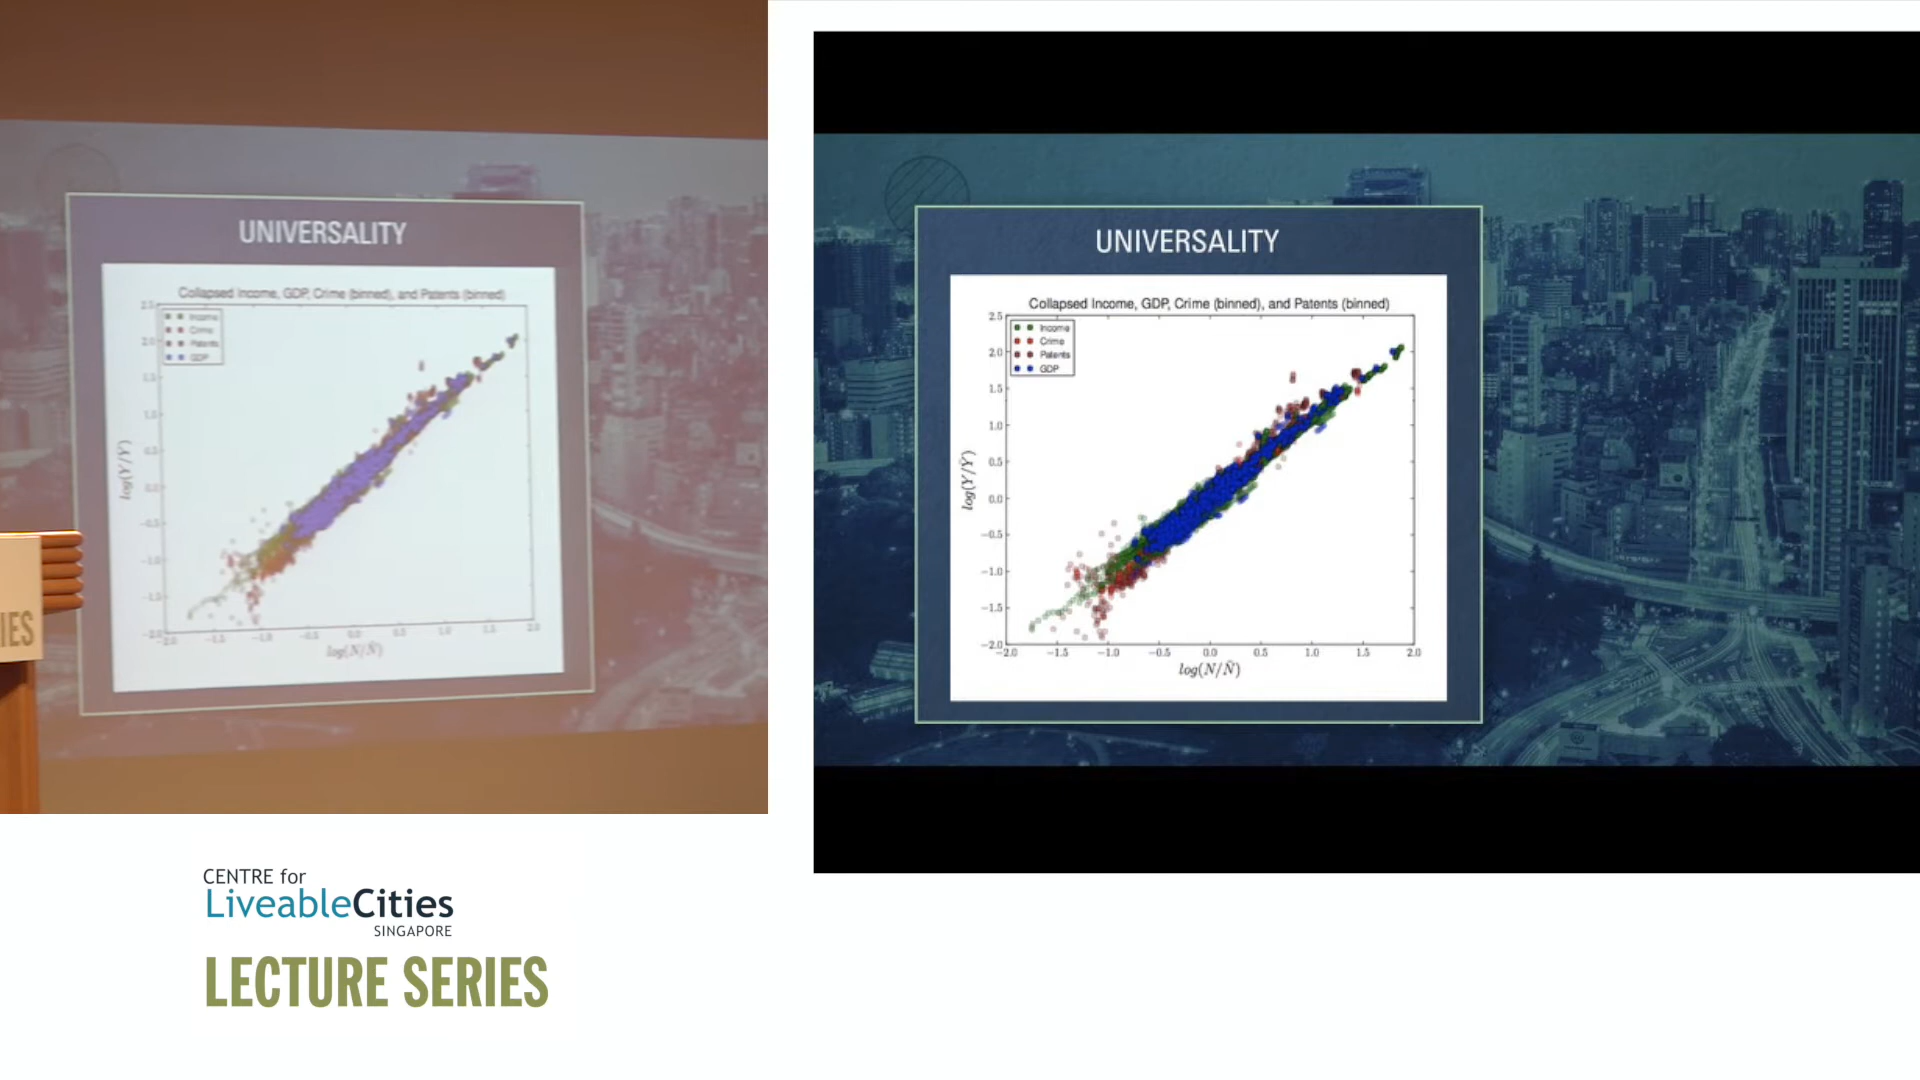 UNIVERSALITY
Collapsed Income, GDP, Crime (binned), and Patents (binned)
2.5
Income
Crime
2.0
Patents
GDP
1.5
1.0
0.5
log(Y/Ȳ)
0.0
−0.5
−1.0
−1.5
−2.0
−2.0 −1.5 −1.0 −0.5 0.0 0.5 1.0 1.5 2.0
log(N/N̄)
IES
UNIVERSALITY
Collapsed Income, GDP, Crime (binned), and Patents (binned)
2.5
Income
Crime
2.0
Patents
GDP
1.5
1.0
0.5
log(Y/Ȳ)
0.0
−0.5
−1.0
−1.5
−2.0
−2.0 −1.5 −1.0 −0.5 0.0 0.5 1.0 1.5 2.0
log(N/N̄)
CENTRE for
LiveableCities
SINGAPORE
LECTURE SERIES